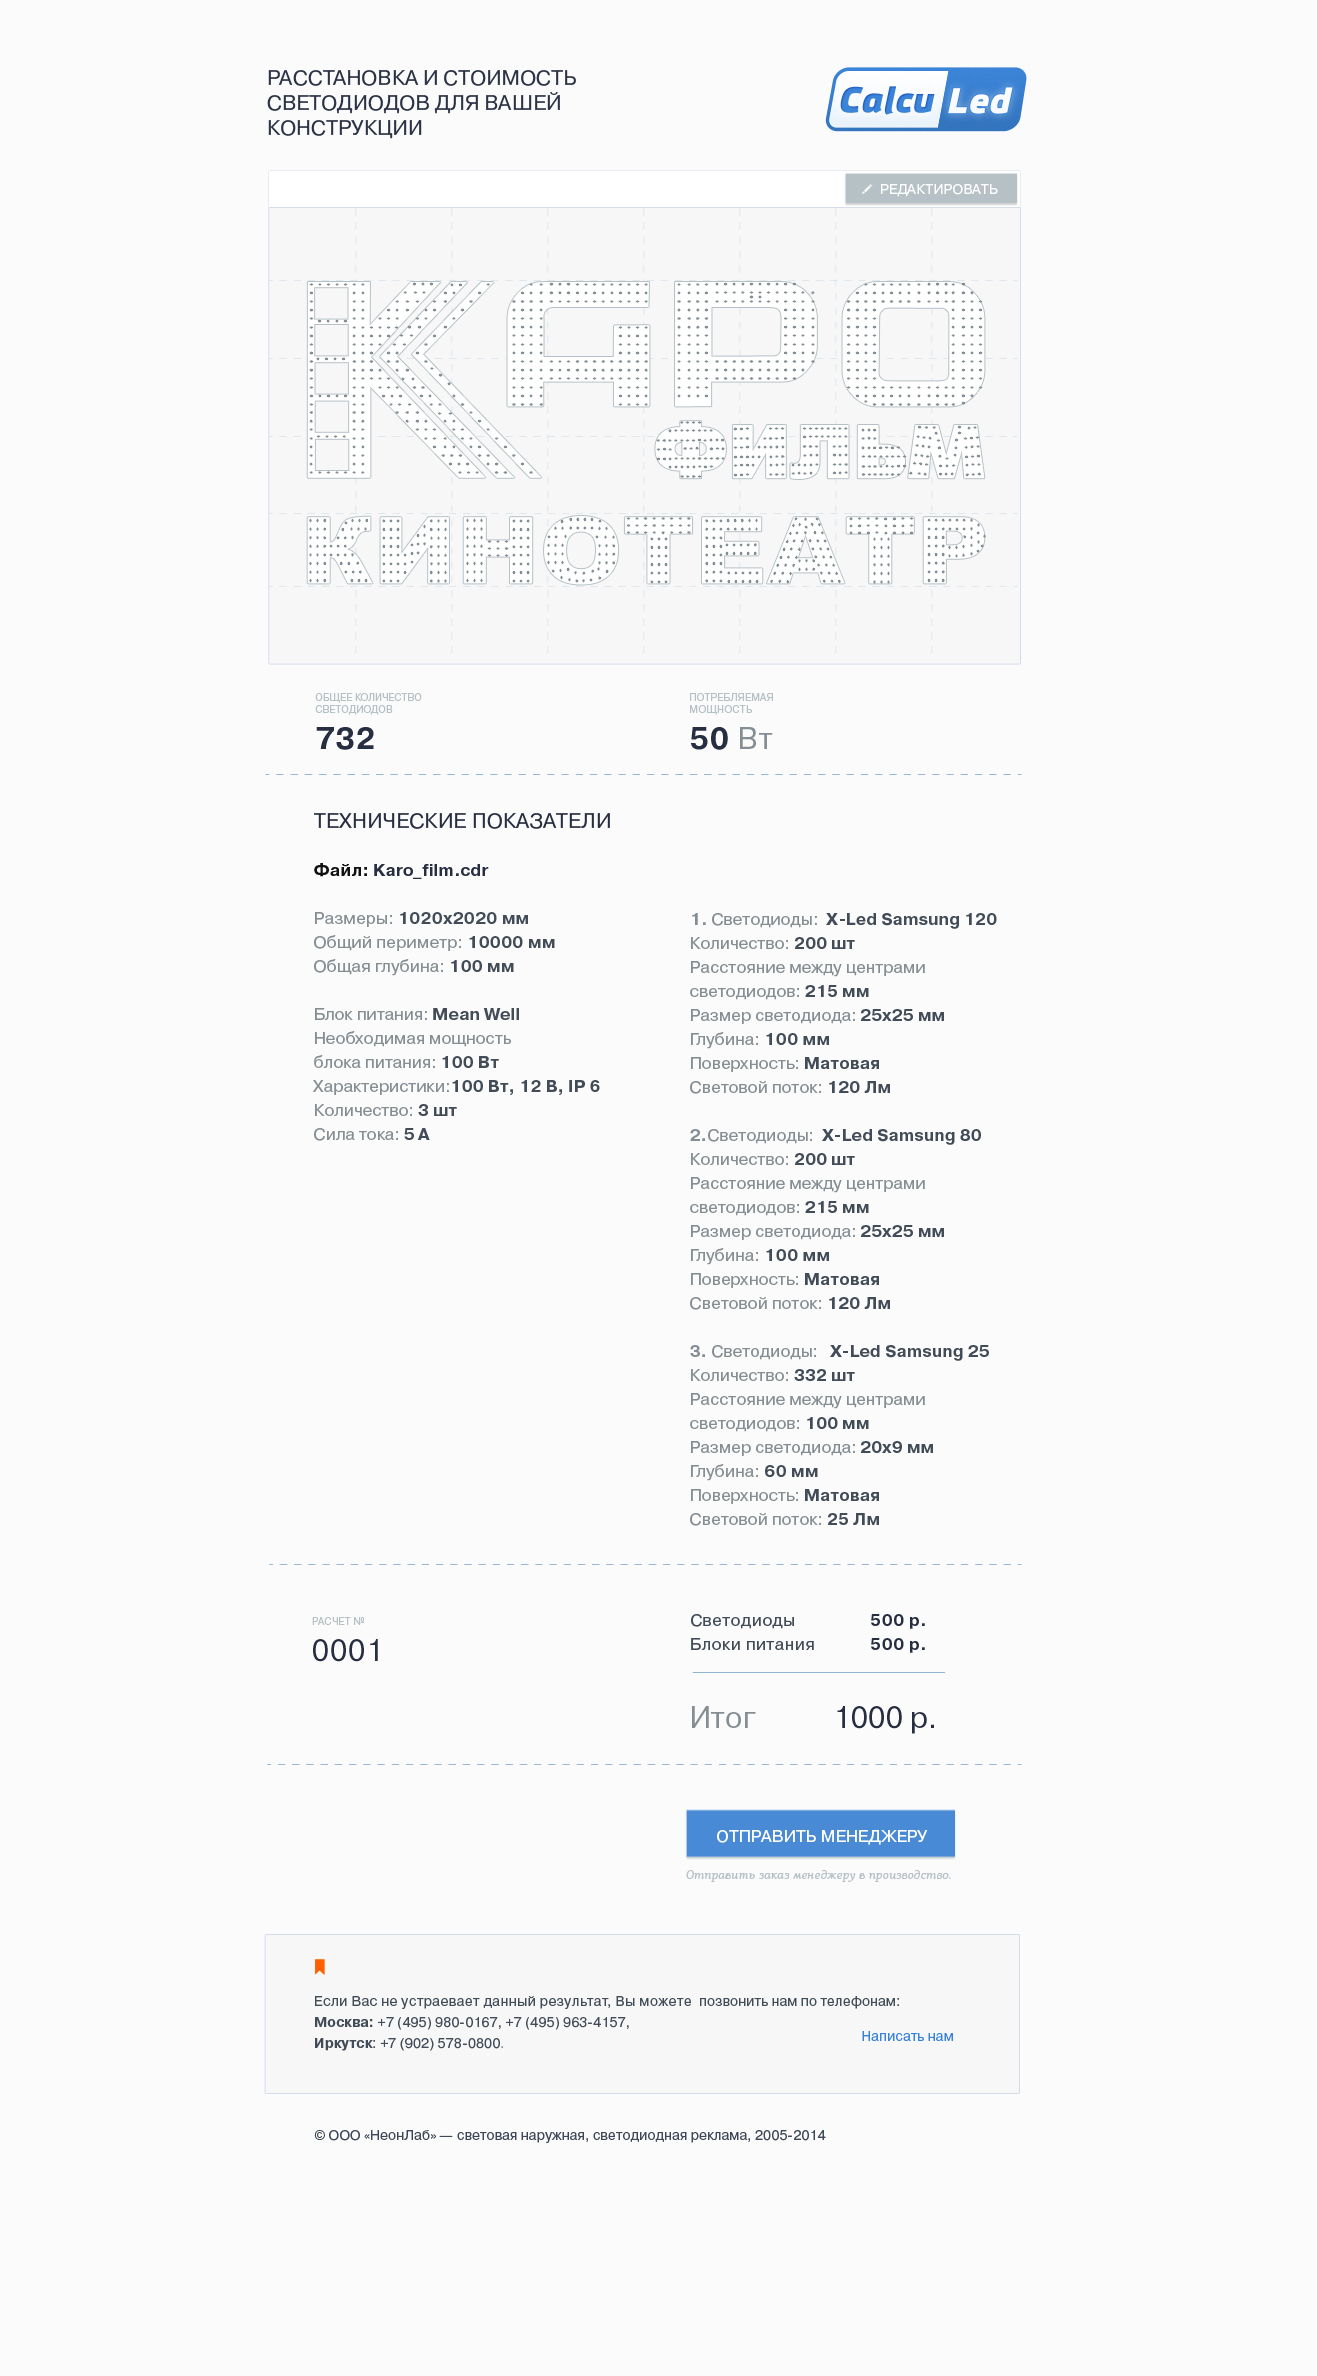 РАССТАНОВКА И СТОИМОСТЬ
СВЕТОДИОДОВ ДЛЯ ВАШЕЙ
КОНСТРУКЦИИ
Calcu Led
РЕДАКТИРОВАТЬ
КАРО
ФИЛЬМ
КИНОТЕАТР
ОБЩЕЕ КОЛИЧЕСТВО
СВЕТОДИОДОВ
732
ПОТРЕБЛЯЕМАЯ
МОЩНОСТЬ
50 Вт
ТЕХНИЧЕСКИЕ ПОКАЗАТЕЛИ
Файл: Karo_film.cdr
Размеры: 1020х2020 мм
Общий периметр: 10000 мм
Общая глубина: 100 мм
Блок питания: Mean Well
Необходимая мощность
блока питания: 100 Вт
Характеристики:100 Вт, 12 В, IP 6
Количество: 3 шт
Сила тока: 5 А
1. Светодиоды: X-Led Samsung 120
Количество: 200 шт
Расстояние между центрами
светодиодов: 215 мм
Размер светодиода: 25х25 мм
Глубина: 100 мм
Поверхность: Матовая
Световой поток: 120 Лм
2.Светодиоды: X-Led Samsung 80
Количество: 200 шт
Расстояние между центрами
светодиодов: 215 мм
Размер светодиода: 25х25 мм
Глубина: 100 мм
Поверхность: Матовая
Световой поток: 120 Лм
3. Светодиоды: X-Led Samsung 25
Количество: 332 шт
Расстояние между центрами
светодиодов: 100 мм
Размер светодиода: 20х9 мм
Глубина: 60 мм
Поверхность: Матовая
Световой поток: 25 Лм
РАСЧЕТ №
0001
Светодиоды 500 р.
Блоки питания 500 р.
Итог 1000 р.
ОТПРАВИТЬ МЕНЕДЖЕРУ
Отправить заказ менеджеру в производство.
Если Вас не устраевает данный результат, Вы можете позвонить нам по телефонам:
Москва: +7 (495) 980-0167, +7 (495) 963-4157,
Иркутск: +7 (902) 578-0800.
Написать нам
© ООО «НеонЛаб» — световая наружная, светодиодная реклама, 2005-2014